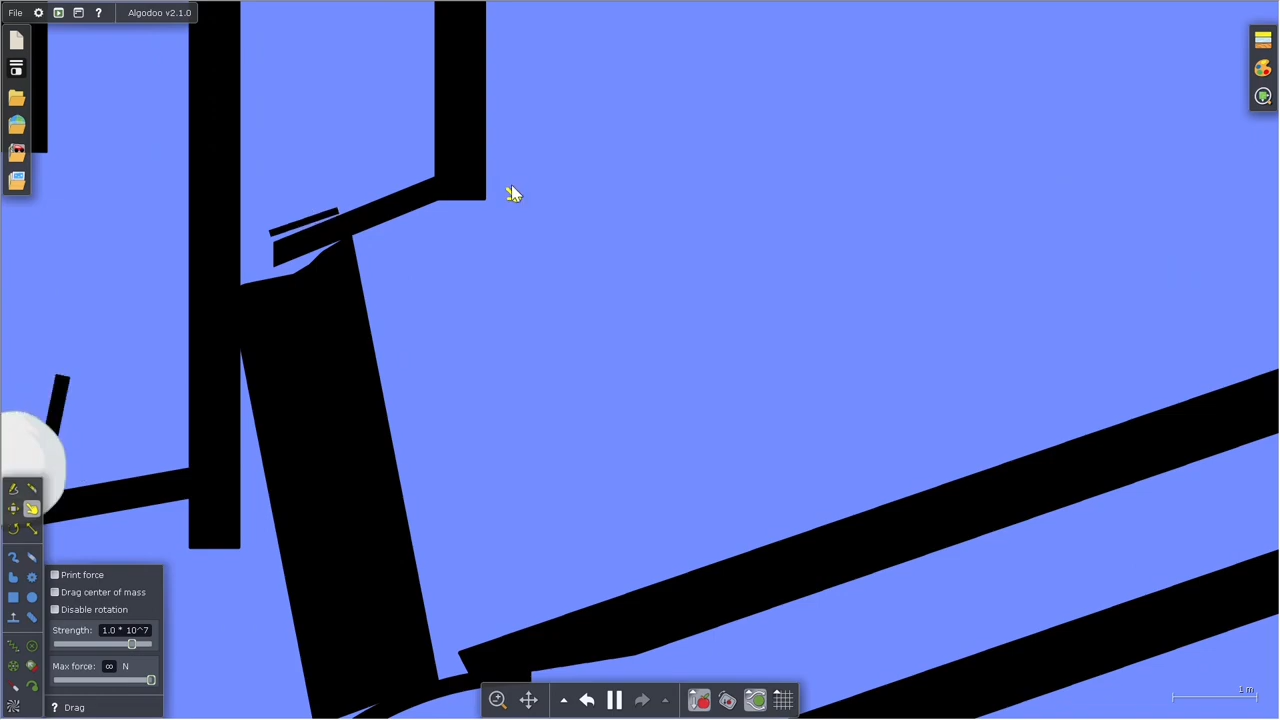 File ? Algodoo v2.1.0
Print force
Drag center of mass
Disable rotation
Strength: 1.0 * 10^7
Max force: ∞ N
? Drag
1 m